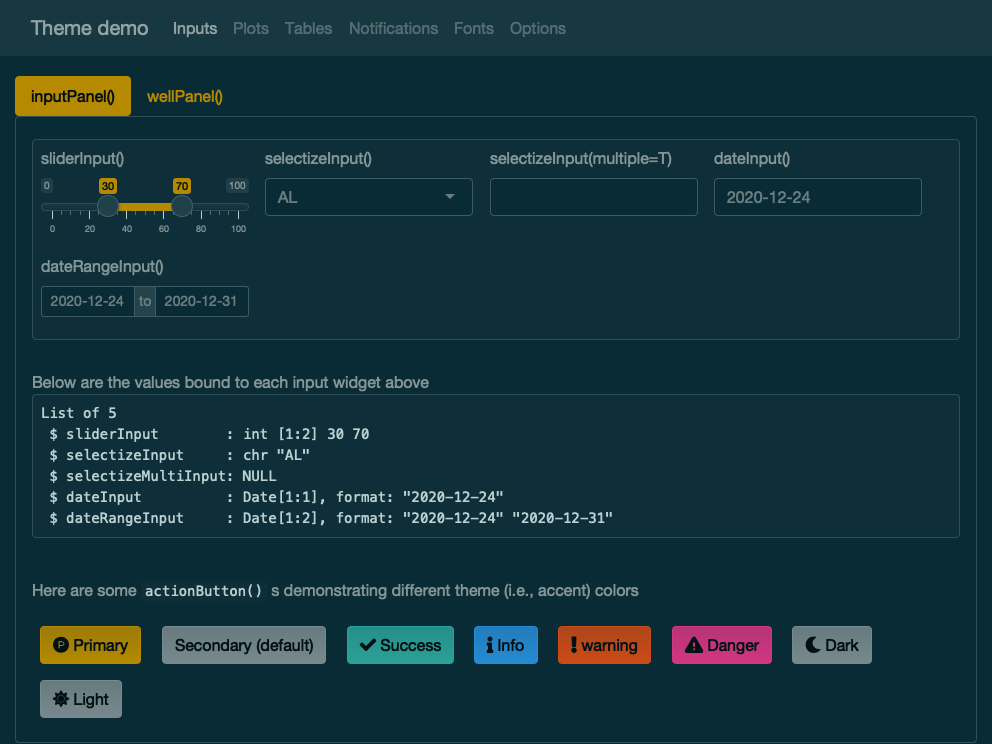 Theme demo Inputs Plots Tables Notifications Fonts Options
inputPanel() wellPanel()
sliderInput() selectizeInput() selectizeInput(multiple=T) dateInput()
0 30 70 100
AL 2020-12-24
0 20 40 60 80 100
dateRangeInput()
2020-12-24 to 2020-12-31
Below are the values bound to each input widget above
List of 5
$ sliderInput : int [1:2] 30 70
$ selectizeInput : chr "AL"
$ selectizeMultiInput: NULL
$ dateInput : Date[1:1], format: "2020-12-24"
$ dateRangeInput : Date[1:2], format: "2020-12-24" "2020-12-31"
Here are some actionButton() s demonstrating different theme (i.e., accent) colors
P Primary Secondary (default) Success Info warning Danger Dark
Light